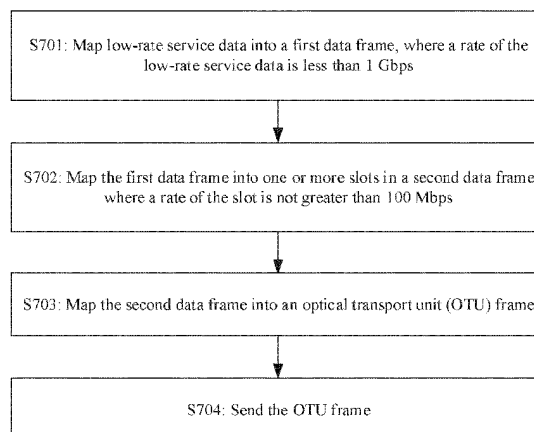 S701: Map low-rate service data into a first data frame, where a rate of the
low-rate service data is less than 1 Gbps
S702: Map the first data frame into one or more slots in a second data frame
where a rate of the slot is not greater than 100 Mbps
S703: Map the second data frame into an optical transport unit (OTU) frame
S704: Send the OTU frame